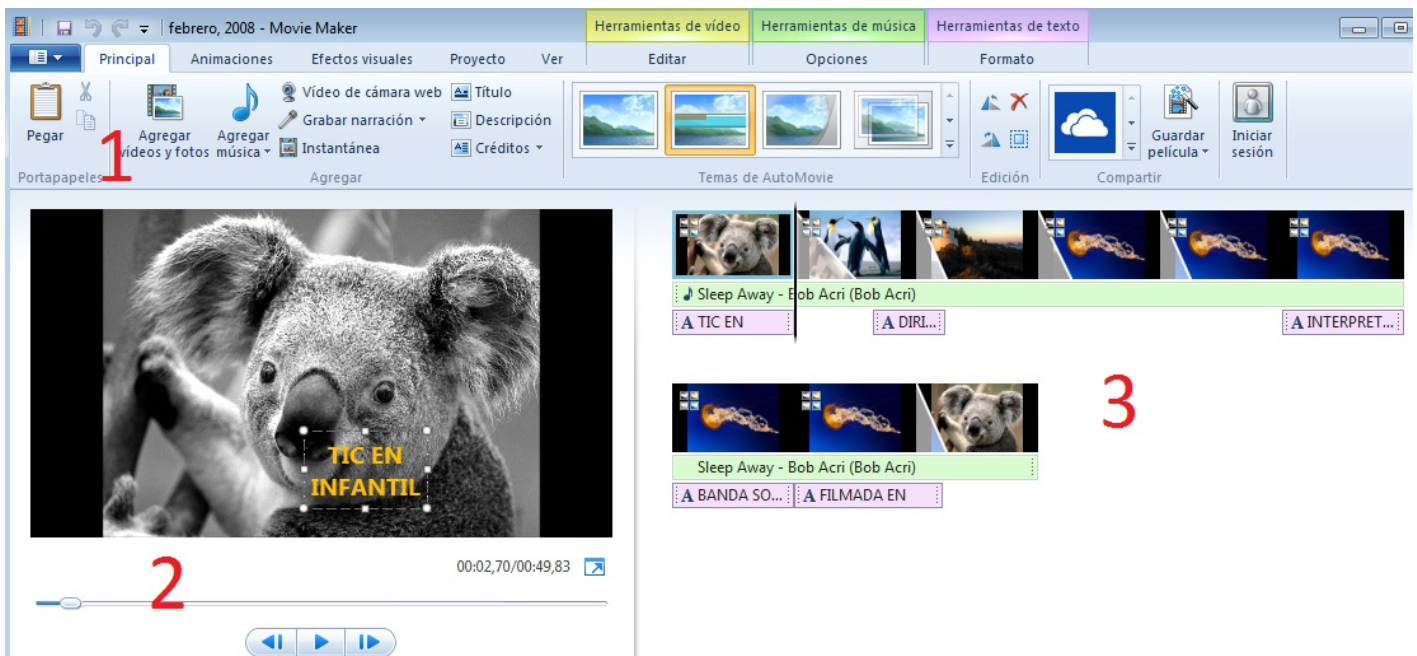 febrero, 2008 - Movie Maker
Herramientas de vídeo
Herramientas de música
Herramientas de texto
Principal
Animaciones
Efectos visuales
Proyecto
Ver
Editar
Opciones
Formato
Pegar
Portapapeles
1
Agregar
vídeos y fotos
Agregar
música
Vídeo de cámara web
Grabar narración
Instantánea
Título
Descripción
Créditos
Agregar
Temas de AutoMovie
Edición
Compartir
Guardar
película
Iniciar
sesión
TIC EN
INFANTIL
00:02,70/00:49,83
2
Sleep Away - Bob Acri (Bob Acri)
A TIC EN
A DIRI...
A INTERPRET...
3
Sleep Away - Bob Acri (Bob Acri)
A BANDA SO...
A FILMADA EN